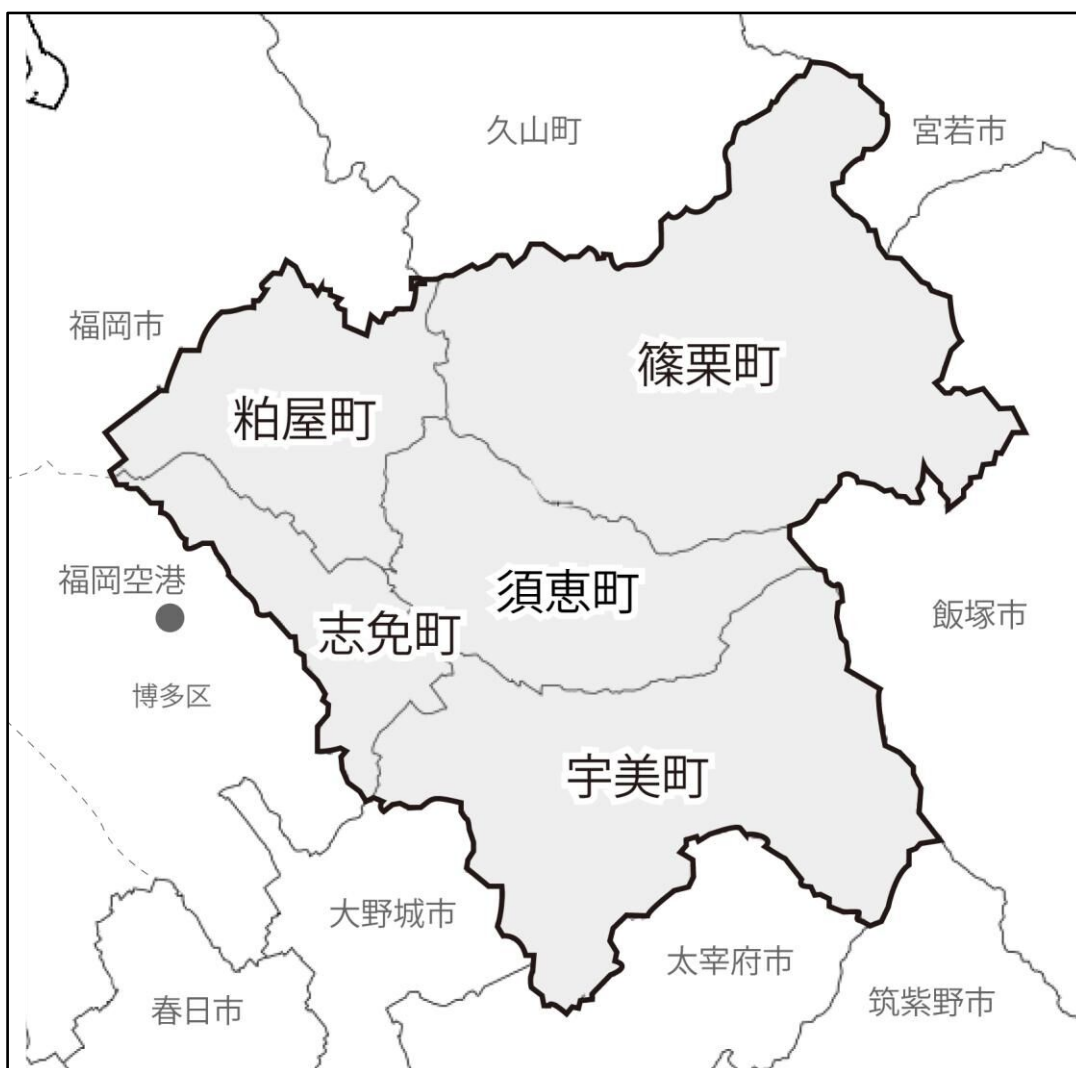 久山町
宮若市
福岡市
篠栗町
粕屋町
福岡空港
須恵町
志免町
飯塚市
博多区
宇美町
大野城市
太宰府市
春日市
筑紫野市